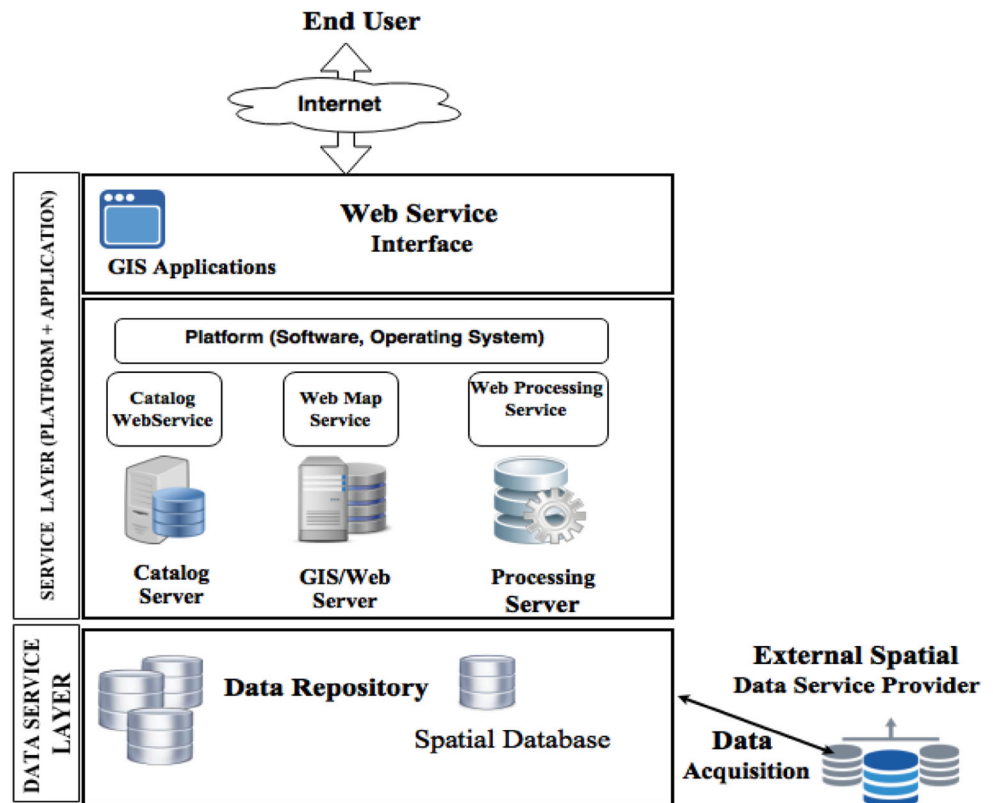 End User
Internet
SERVICE LAYER (PLATFORM + APPLICATION)
Web Service
Interface
GIS Applications
Platform (Software, Operating System)
Catalog
WebService
Web Map
Service
Web Processing
Service
Catalog
Server
GIS/Web
Server
Processing
Server
DATA SERVICE
LAYER
Data Repository
Spatial Database
External Spatial
Data Service Provider
Data
Acquisition